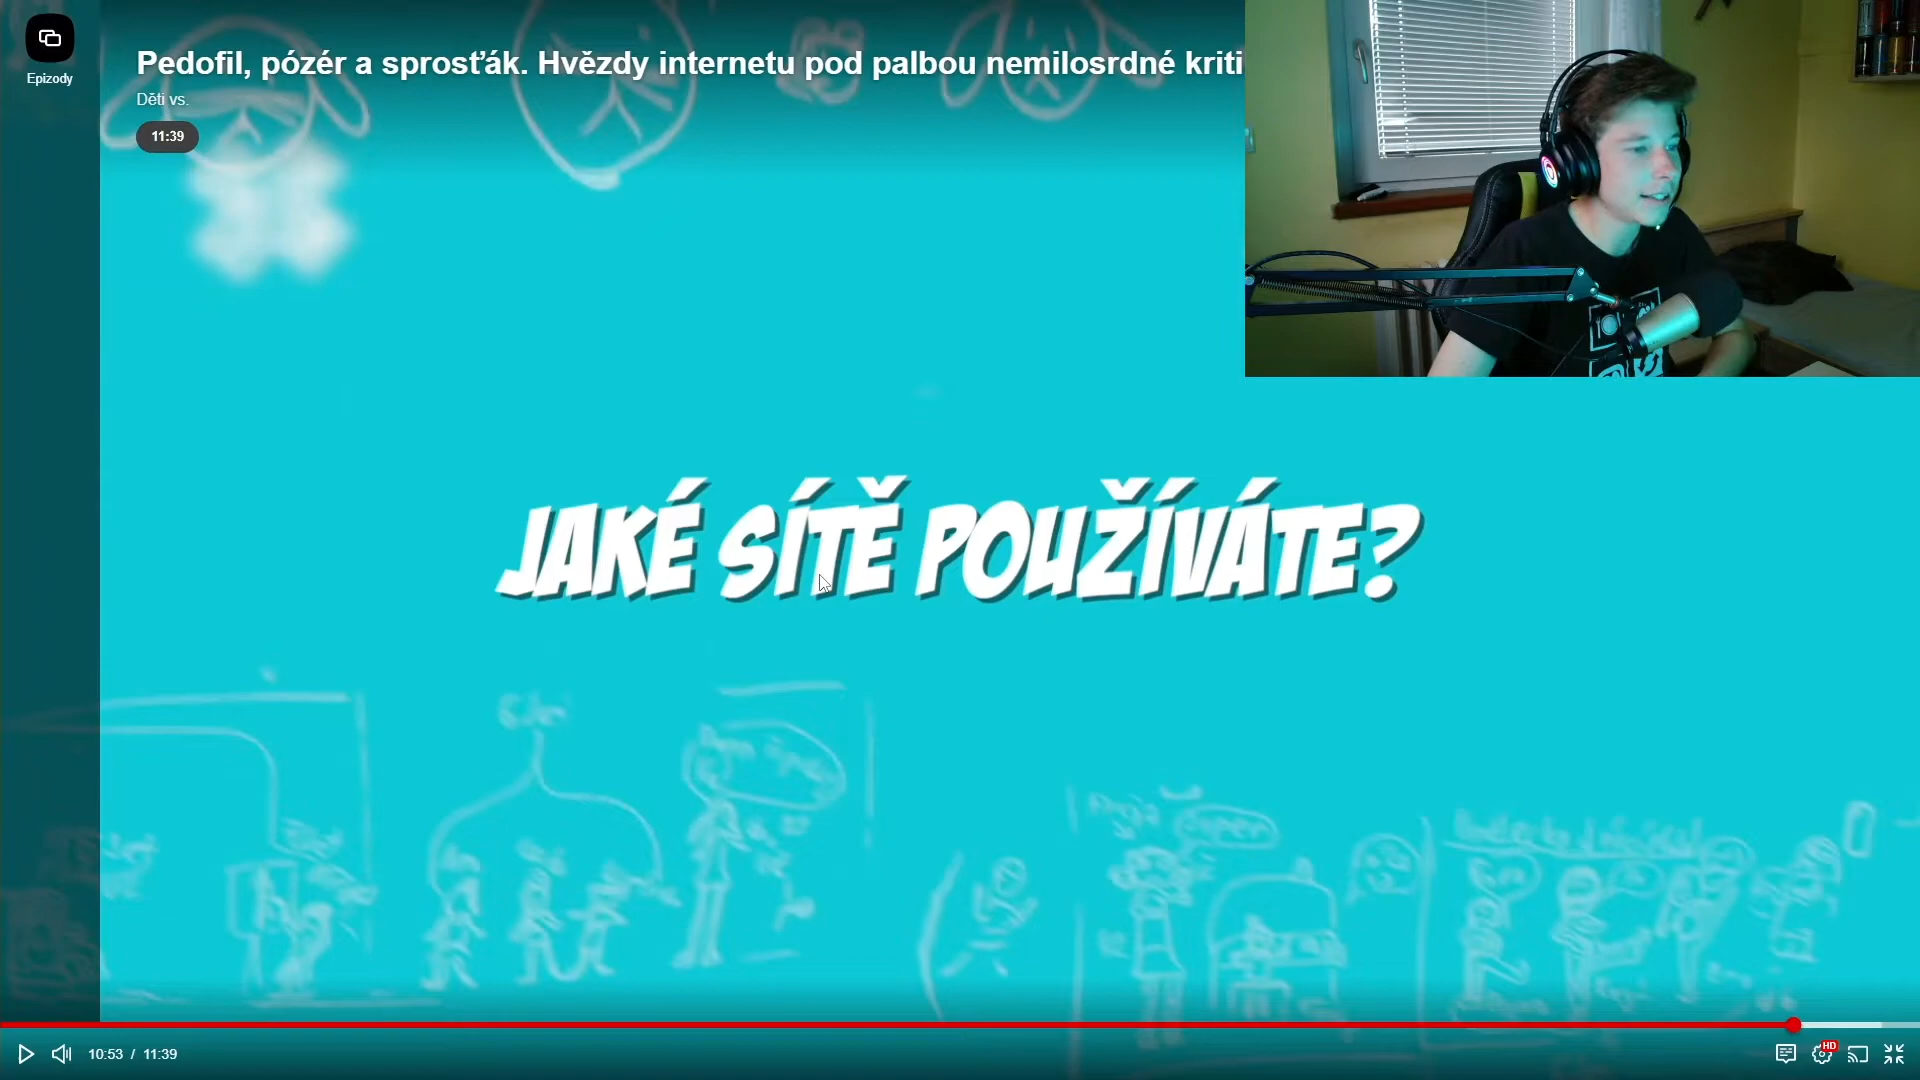 Epizody
Pedofil, pózér a sprosťák. Hvězdy internetu pod palbou nemilosrdné kriti
Děti vs.
11:39
JAKÉ SÍTĚ POUŽÍVÁTE?
10:53 / 11:39
HD